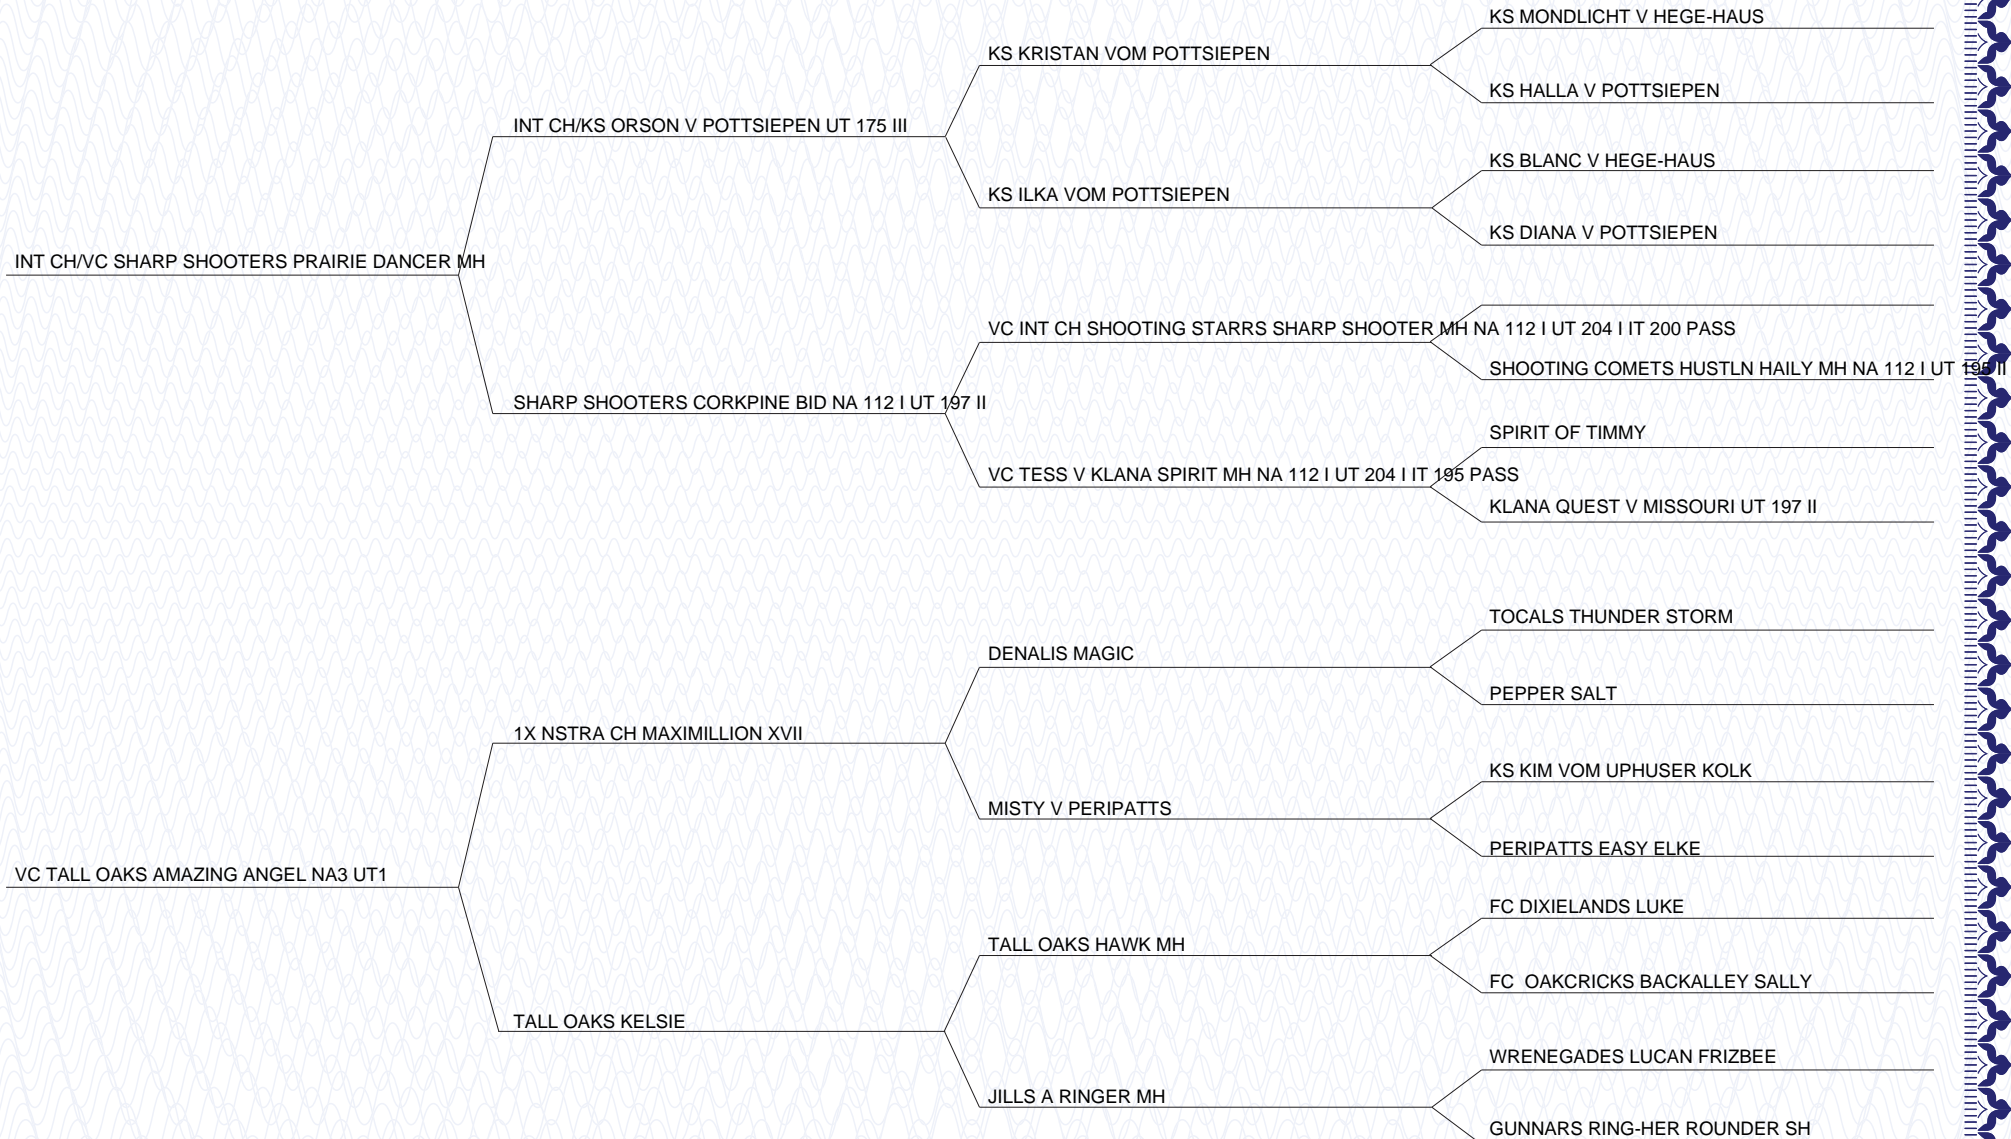 KS MONDLICHT V HEGE-HAUS
KS KRISTAN VOM POTTSIEPEN
KS HALLA V POTTSIEPEN
INT CH/KS ORSON V POTTSIEPEN UT 175 III
KS BLANC V HEGE-HAUS
KS ILKA VOM POTTSIEPEN
KS DIANA V POTTSIEPEN
INT CH/VC SHARP SHOOTERS PRAIRIE DANCER MH
VC INT CH SHOOTING STARRS SHARP SHOOTER MH NA 112 I UT 204 I IT 200 PASS
SHOOTING COMETS HUSTLN HAILY MH NA 112 I UT 195 II
SHARP SHOOTERS CORKPINE BID NA 112 I UT 197 II
SPIRIT OF TIMMY
VC TESS V KLANA SPIRIT MH NA 112 I UT 204 I IT 195 PASS
KLANA QUEST V MISSOURI UT 197 II
TOCALS THUNDER STORM
DENALIS MAGIC
PEPPER SALT
1X NSTRA CH MAXIMILLION XVII
KS KIM VOM UPHUSER KOLK
MISTY V PERIPATTS
PERIPATTS EASY ELKE
VC TALL OAKS AMAZING ANGEL NA3 UT1
FC DIXIELANDS LUKE
TALL OAKS HAWK MH
FC  OAKCRICKS BACKALLEY SALLY
TALL OAKS KELSIE
WRENEGADES LUCAN FRIZBEE
JILLS A RINGER MH
GUNNARS RING-HER ROUNDER SH